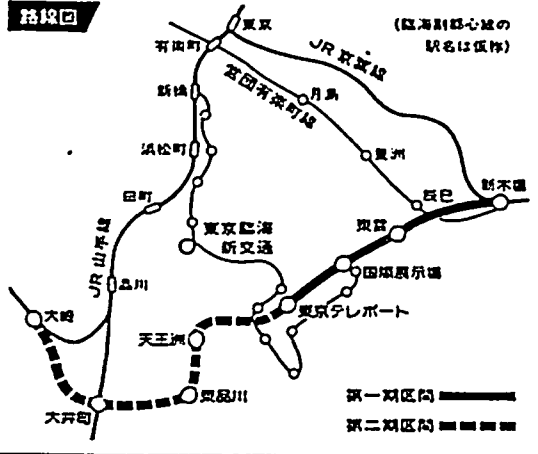 路線図
(臨海副都心線の
駅名は仮称)
東京
有楽町
JR京葉線
新橋
営団有楽町線
月島
浜松町
豊洲
辰巳
新木場
田町
東京臨海
新交通
東雲
JR山手線
国際展示場
品川
東京テレポート
大崎
天王洲
東品川
大井町
第一期区間
第二期区間